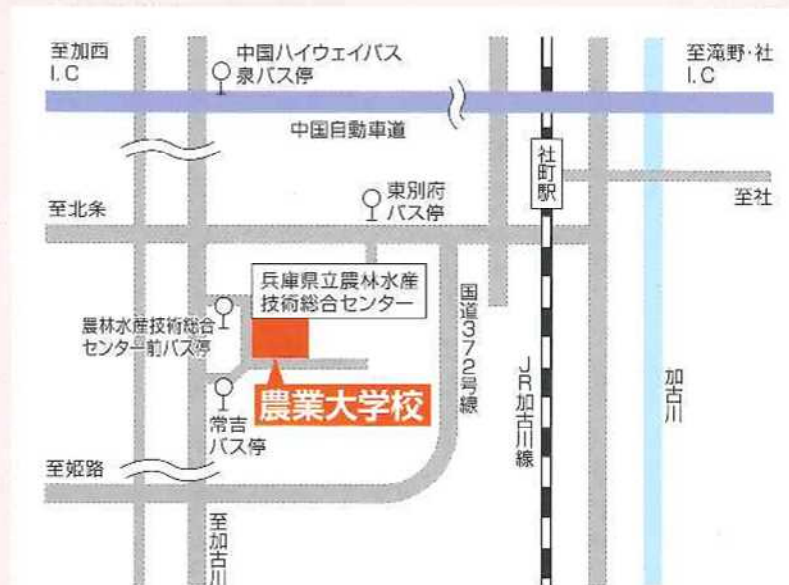 至加西
I.C
中国ハイウェイバス
泉バス停
至滝野・社
I.C
中国自動車道
社町駅
至社
東別府
バス停
至北条
兵庫県立農林水産
技術総合センター
農林水産技術総合
センター前バス停
国道372号線
JR加古川線
加古川
農業大学校
常吉
バス停
至姫路
至加古川